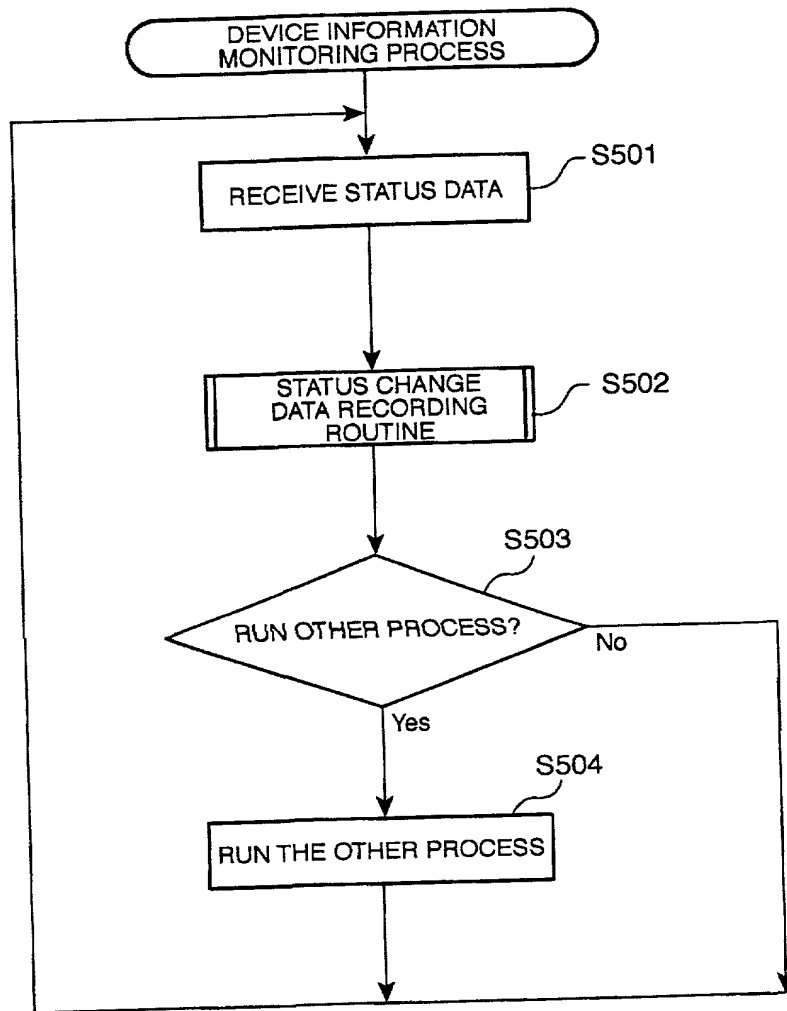 DEVICE INFORMATION
MONITORING PROCESS
S501
RECEIVE STATUS DATA
S502
STATUS CHANGE
DATA RECORDING
ROUTINE
S503
RUN OTHER PROCESS?
No
Yes
S504
RUN THE OTHER PROCESS